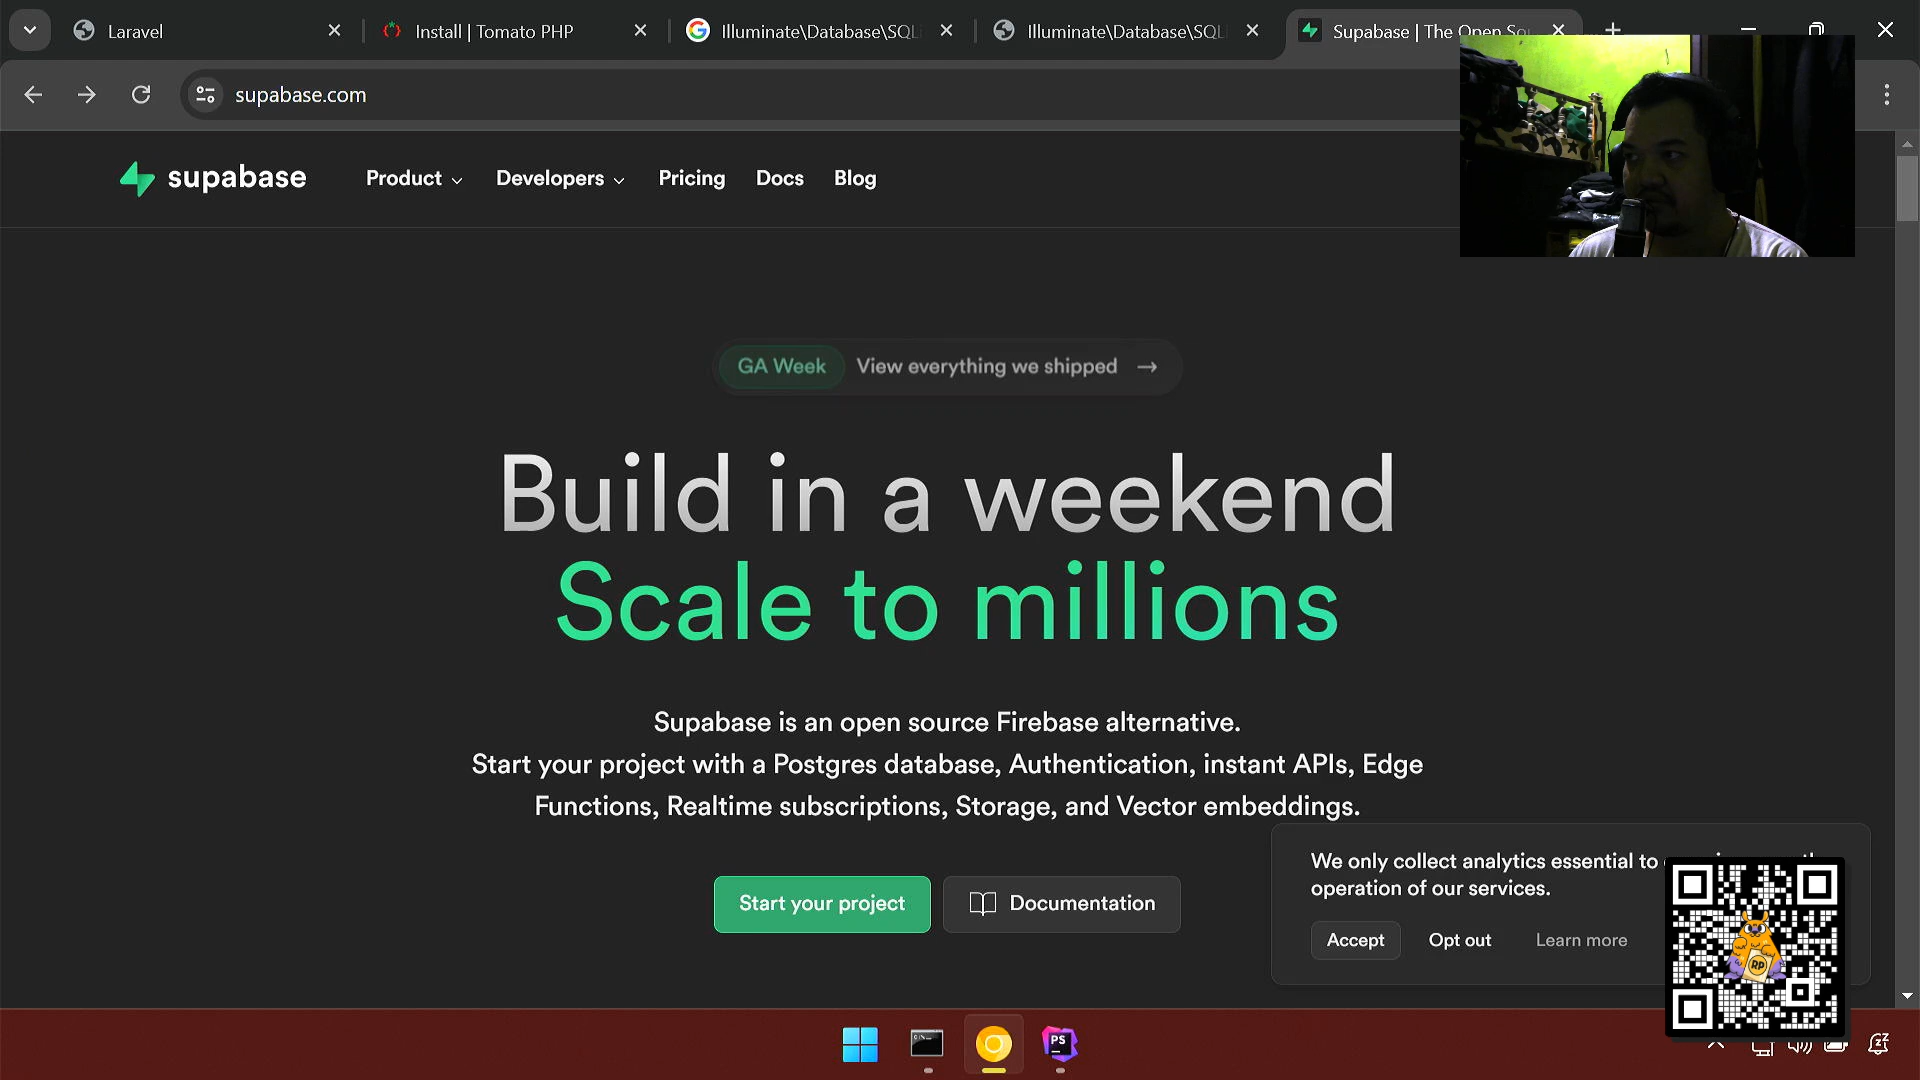 Laravel
Install | Tomato PHP
Illuminate\Database\SQL
Illuminate\Database\SQL
Supabase | The Open So
supabase.com
supabase
Product
Developers
Pricing
Docs
Blog
GA Week
View everything we shipped →
Build in a weekend
Scale to millions
Supabase is an open source Firebase alternative.
Start your project with a Postgres database, Authentication, instant APIs, Edge
Functions, Realtime subscriptions, Storage, and Vector embeddings.
Start your project
Documentation
We only collect analytics essential to
operation of our services.
Accept
Opt out
Learn more
RP
PS